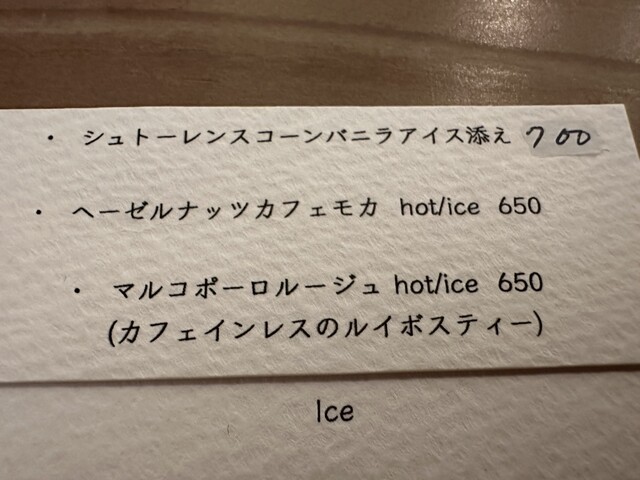 ・ シュトーレンスコーンバニラアイス添え 700
・ ヘーゼルナッツカフェモカ hot/ice 650
・ マルコポーロルージュ hot/ice 650
(カフェインレスのルイボスティー)
Ice